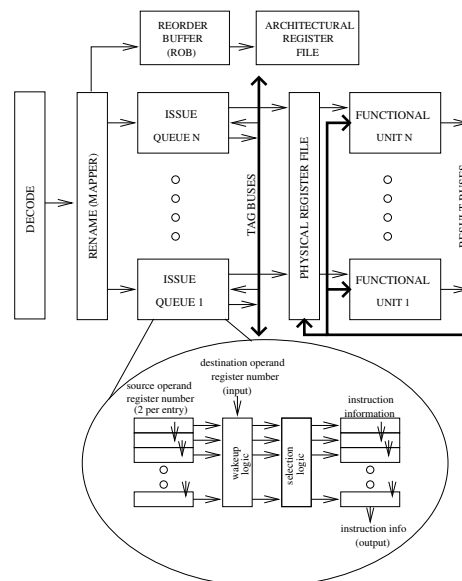 REORDER
BUFFER
(ROB)
ARCHITECTURAL
REGISTER
FILE
DECODE
RENAME (MAPPER)
ISSUE
QUEUE N
TAG BUSES
PHYSICAL REGISTER FILE
FUNCTIONAL
UNIT N
RESULT BUSES
ISSUE
QUEUE 1
FUNCTIONAL
UNIT 1
destination operand
register number
(input)
source operand
register number
(2 per entry)
instruction
information
wakeup
logic
selection
logic
instruction info
(output)